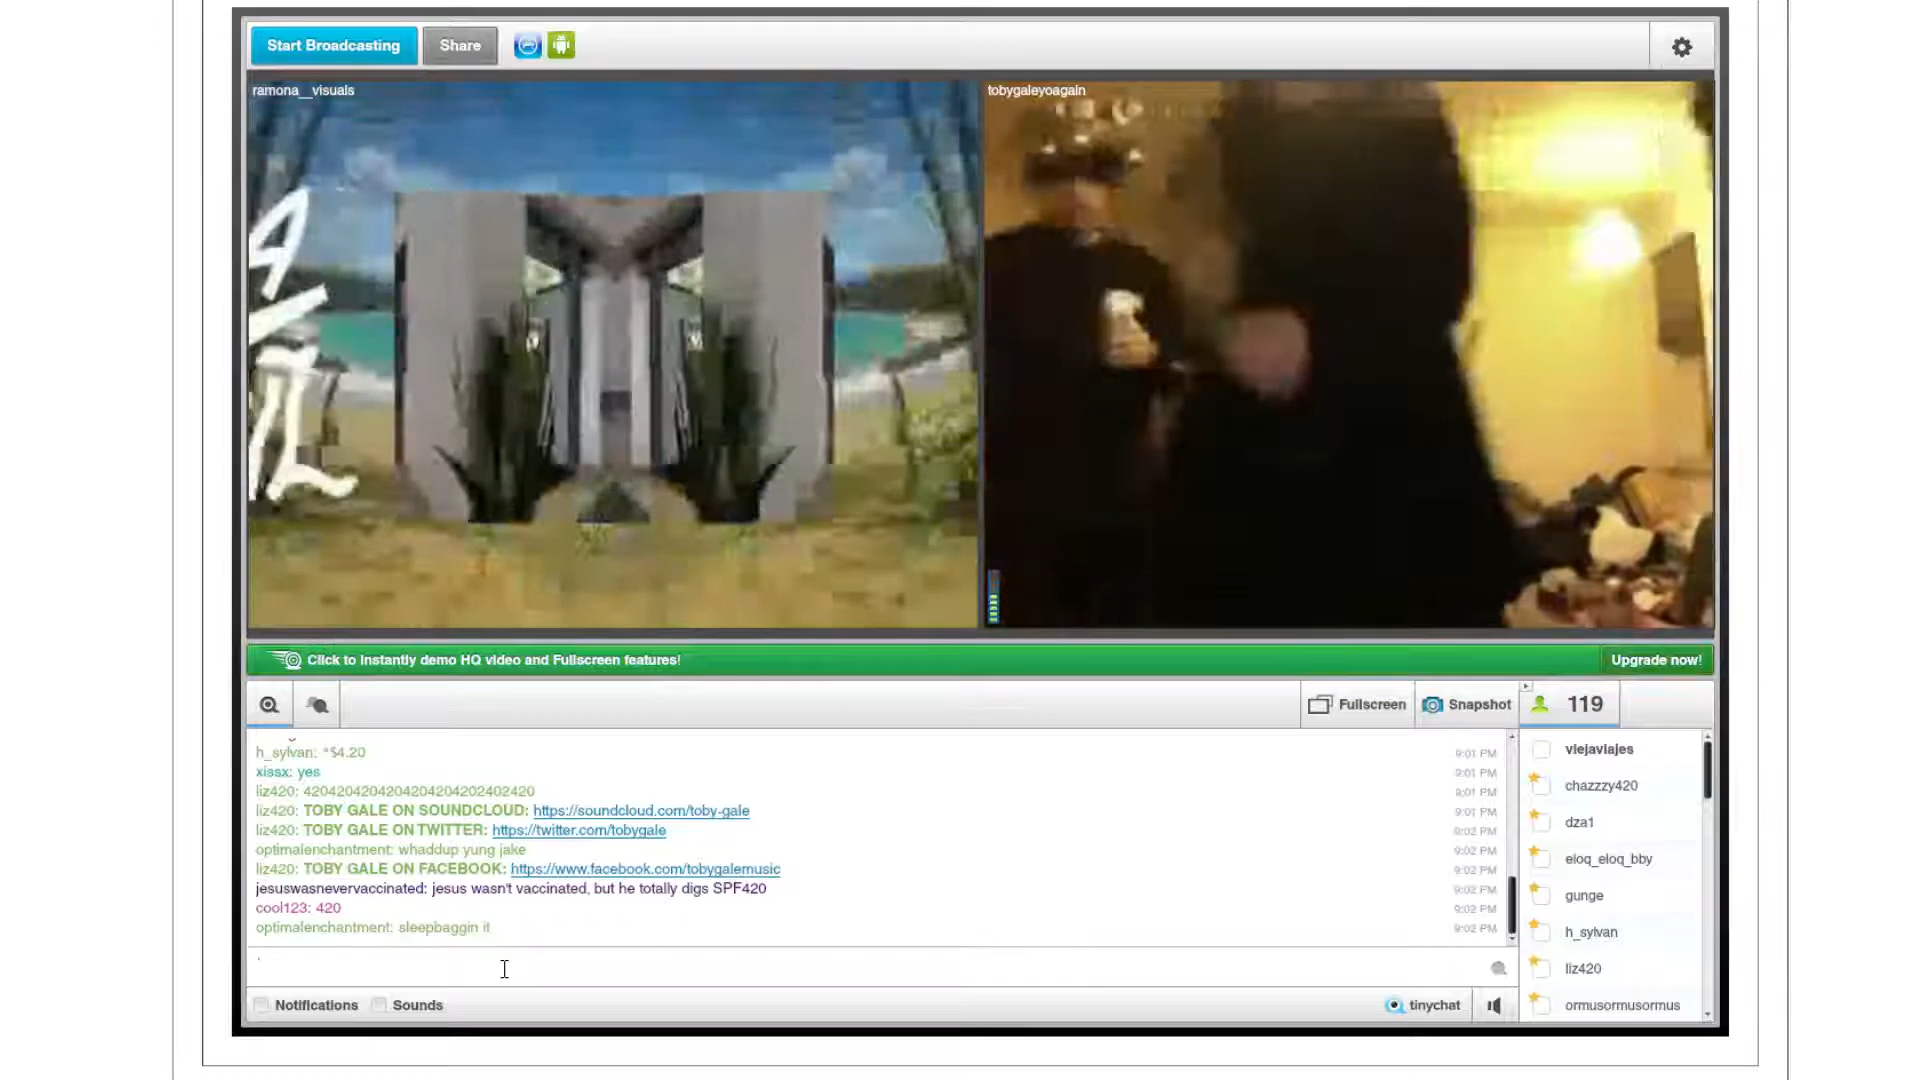 Start Broadcasting
Share
ramona__visuals
tobygaleyoagain
Click to instantly demo HQ video and Fullscreen features!
Upgrade now!
Fullscreen
Snapshot
119
h_sylvan: *$4.20 9:01 PM
xissx: yes 9:01 PM
liz420: 4204204204204204204202402420 9:01 PM
liz420: TOBY GALE ON SOUNDCLOUD: https://soundcloud.com/toby-gale 9:01 PM
liz420: TOBY GALE ON TWITTER: https://twitter.com/tobygale 9:02 PM
optimalenchantment: whaddup yung jake 9:02 PM
liz420: TOBY GALE ON FACEBOOK: https://www.facebook.com/tobygalemusic 9:02 PM
jesuswasnevervaccinated: jesus wasn't vaccinated, but he totally digs SPF420 9:02 PM
cool123: 420 9:02 PM
optimalenchantment: sleepbaggin it 9:02 PM
viejaviajes
chazzzy420
dza1
eloq_eloq_bby
gunge
h_sylvan
liz420
ormusormusormus
Notifications
Sounds
tinychat